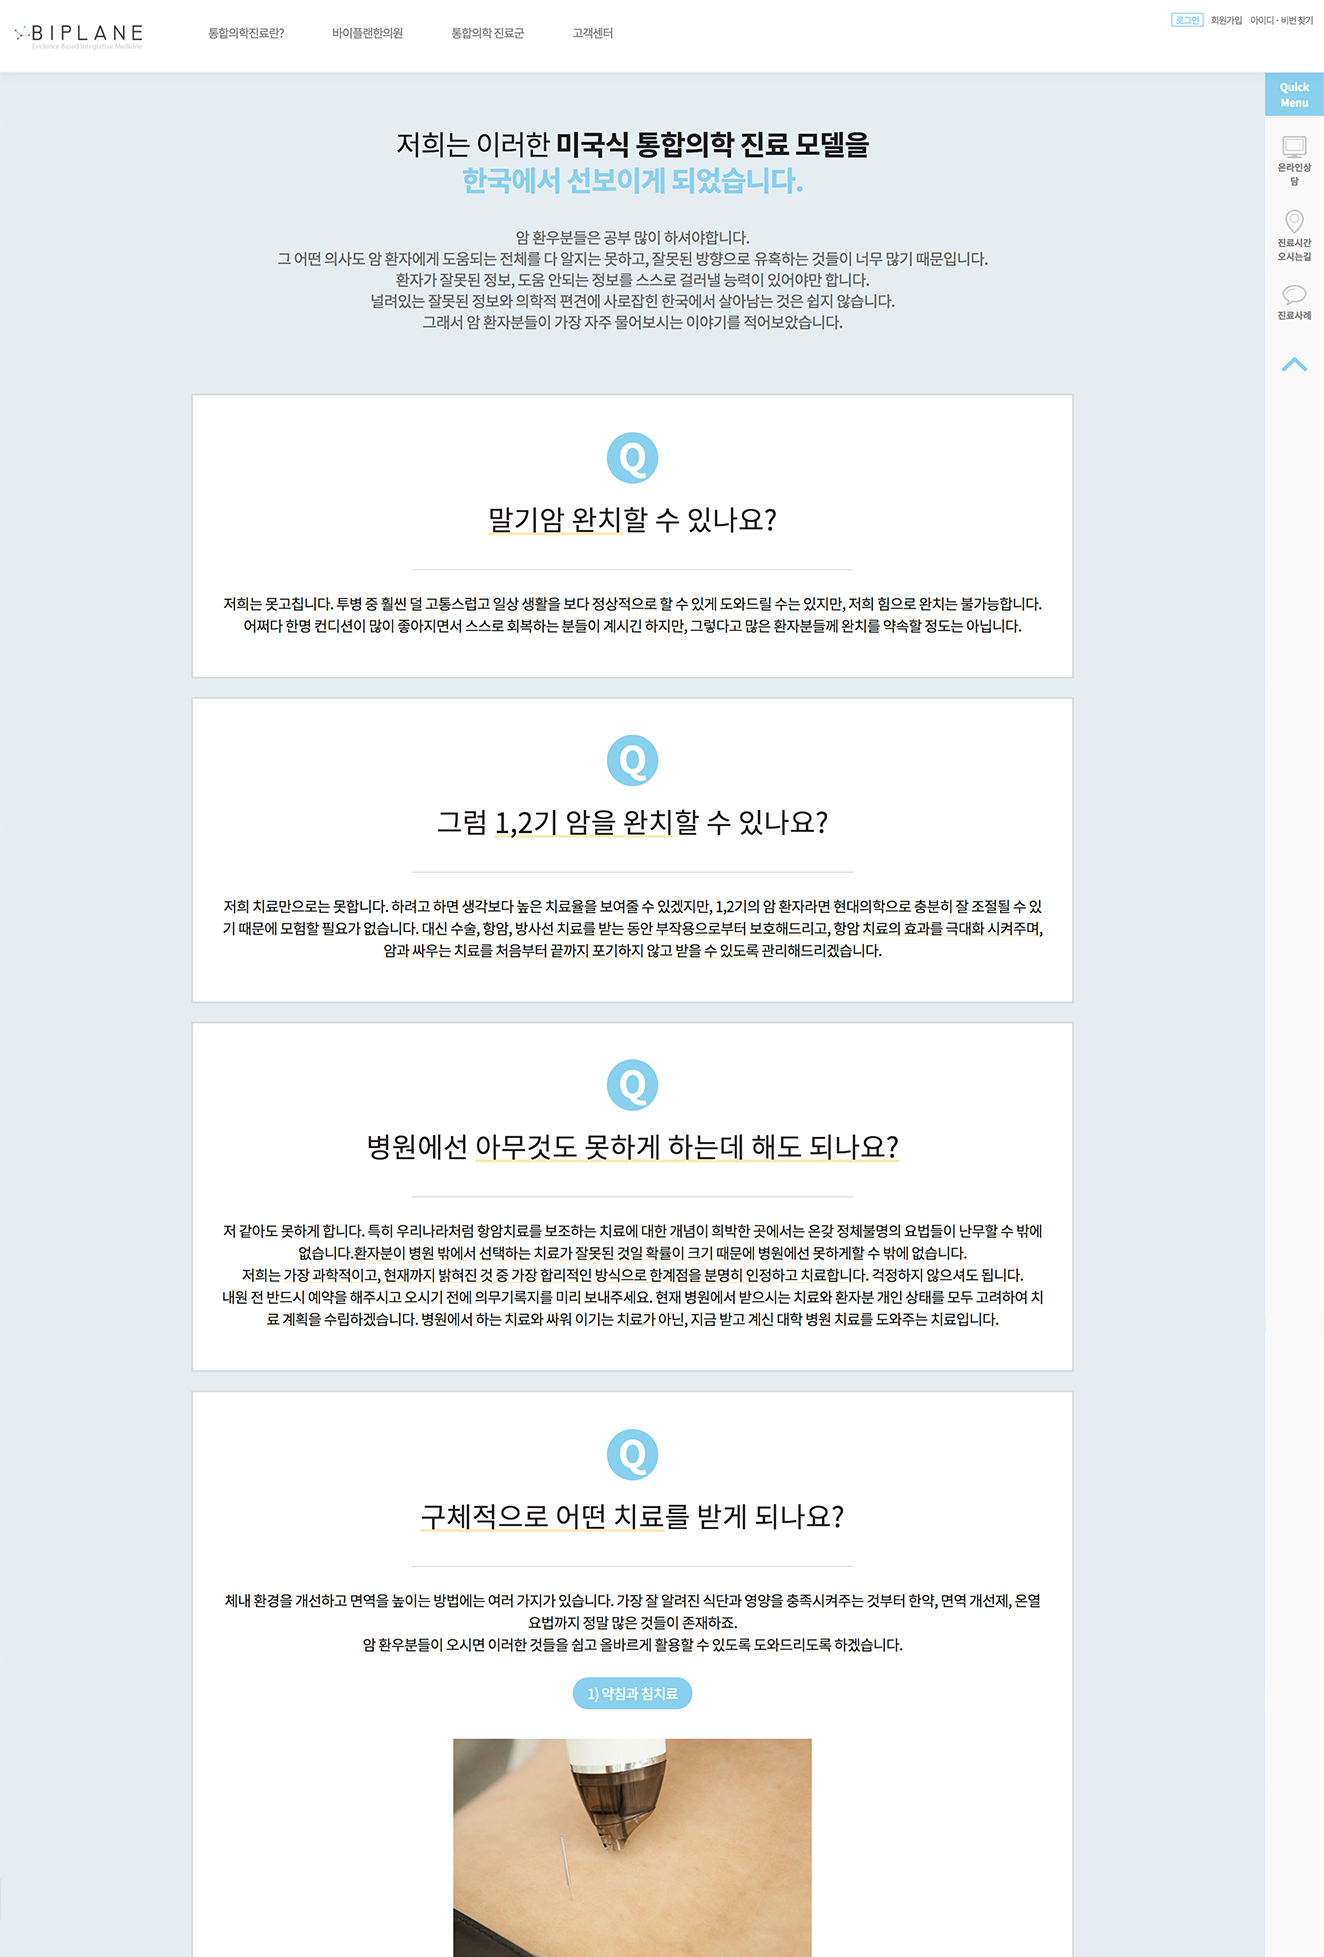 BIPLANE
Evidence Based Integrative Medicine
통합의학진료란?
바이플랜한의원
통합의학 진료군
고객센터
로그인
회원가입
아이디 · 비번 찾기
Quick
Menu
온라인상
담
진료시간
오시는길
진료사례
저희는 이러한 미국식 통합의학 진료 모델을
한국에서 선보이게 되었습니다.
암 환우분들은 공부 많이 하셔야합니다.
그 어떤 의사도 암 환자에게 도움되는 전체를 다 알지는 못하고, 잘못된 방향으로 유혹하는 것들이 너무 많기 때문입니다.
환자가 잘못된 정보, 도움 안되는 정보를 스스로 걸러낼 능력이 있어야만 합니다.
널려있는 잘못된 정보와 의학적 편견에 사로잡힌 한국에서 살아남는 것은 쉽지 않습니다.
그래서 암 환자분들이 가장 자주 물어보시는 이야기를 적어보았습니다.
Q
말기암 완치할 수 있나요?
저희는 못고칩니다. 투병 중 훨씬 덜 고통스럽고 일상 생활을 보다 정상적으로 할 수 있게 도와드릴 수는 있지만, 저희 힘으로 완치는 불가능합니다.
어쩌다 한명 컨디션이 많이 좋아지면서 스스로 회복하는 분들이 계시긴 하지만, 그렇다고 많은 환자분들께 완치를 약속할 정도는 아닙니다.
Q
그럼 1,2기 암을 완치할 수 있나요?
저희 치료만으로는 못합니다. 하려고 하면 생각보다 높은 치료율을 보여줄 수 있겠지만, 1,2기의 암 환자라면 현대의학으로 충분히 잘 조절될 수 있
기 때문에 모험할 필요가 없습니다. 대신 수술, 항암, 방사선 치료를 받는 동안 부작용으로부터 보호해드리고, 항암 치료의 효과를 극대화 시켜주며,
암과 싸우는 치료를 처음부터 끝까지 포기하지 않고 받을 수 있도록 관리해드리겠습니다.
Q
병원에선 아무것도 못하게 하는데 해도 되나요?
저 같아도 못하게 합니다. 특히 우리나라처럼 항암치료를 보조하는 치료에 대한 개념이 희박한 곳에서는 온갖 정체불명의 요법들이 난무할 수 밖에
없습니다.환자분이 병원 밖에서 선택하는 치료가 잘못된 것일 확률이 크기 때문에 병원에선 못하게할 수 밖에 없습니다.
저희는 가장 과학적이고, 현재까지 밝혀진 것 중 가장 합리적인 방식으로 한계점을 분명히 인정하고 치료합니다. 걱정하지 않으셔도 됩니다.
내원 전 반드시 예약을 해주시고 오시기 전에 의무기록지를 미리 보내주세요. 현재 병원에서 받으시는 치료와 환자분 개인 상태를 모두 고려하여 치
료 계획을 수립하겠습니다. 병원에서 하는 치료와 싸워 이기는 치료가 아닌, 지금 받고 계신 대학 병원 치료를 도와주는 치료입니다.
Q
구체적으로 어떤 치료를 받게 되나요?
체내 환경을 개선하고 면역을 높이는 방법에는 여러 가지가 있습니다. 가장 잘 알려진 식단과 영양을 충족시켜주는 것부터 한약, 면역 개선제, 온열
요법까지 정말 많은 것들이 존재하죠.
암 환우분들이 오시면 이러한 것들을 쉽고 올바르게 활용할 수 있도록 도와드리도록 하겠습니다.
1) 약침과 침치료